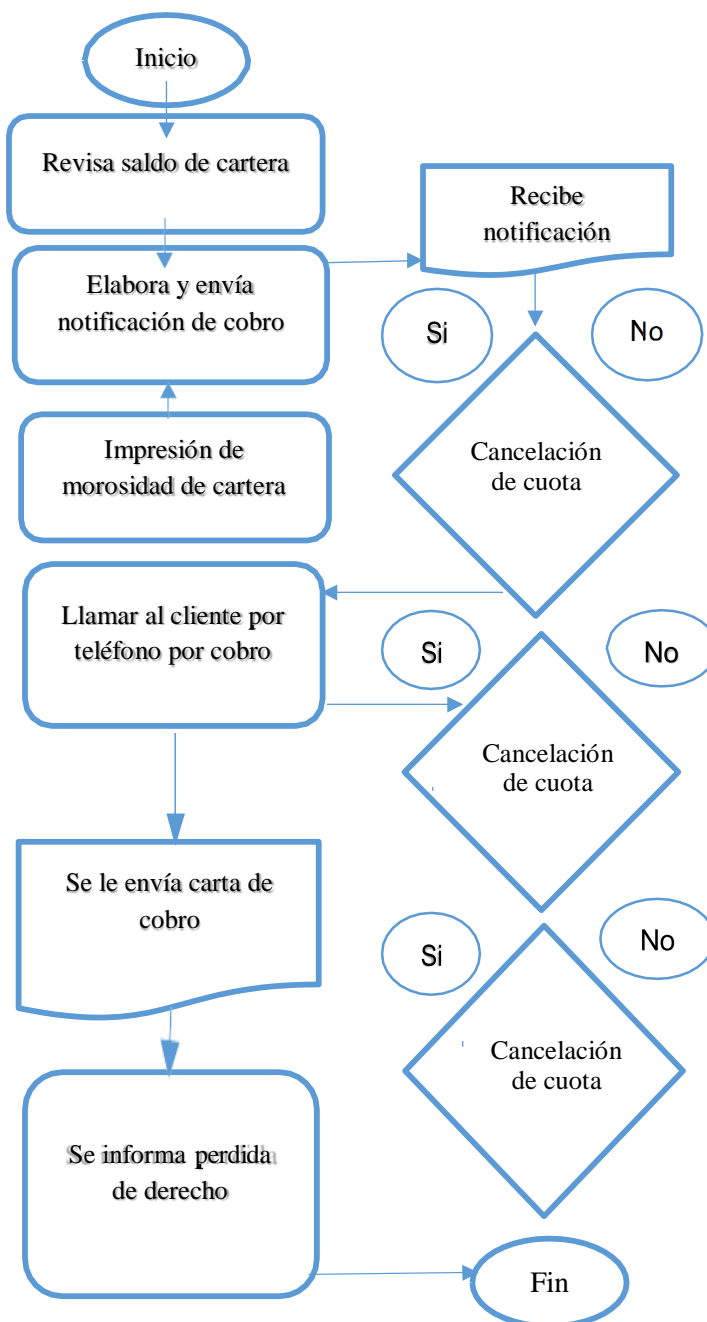 Inicio
Revisa saldo de cartera
Recibe
notificación
Elabora y envía
notificación de cobro
Si
No
Impresión de
morosidad de cartera
Cancelación
de cuota
Llamar al cliente por
teléfono por cobro
Si
No
Cancelación
de cuota
Se le envía carta de
cobro
Si
No
Cancelación
de cuota
Se informa perdida
de derecho
Fin